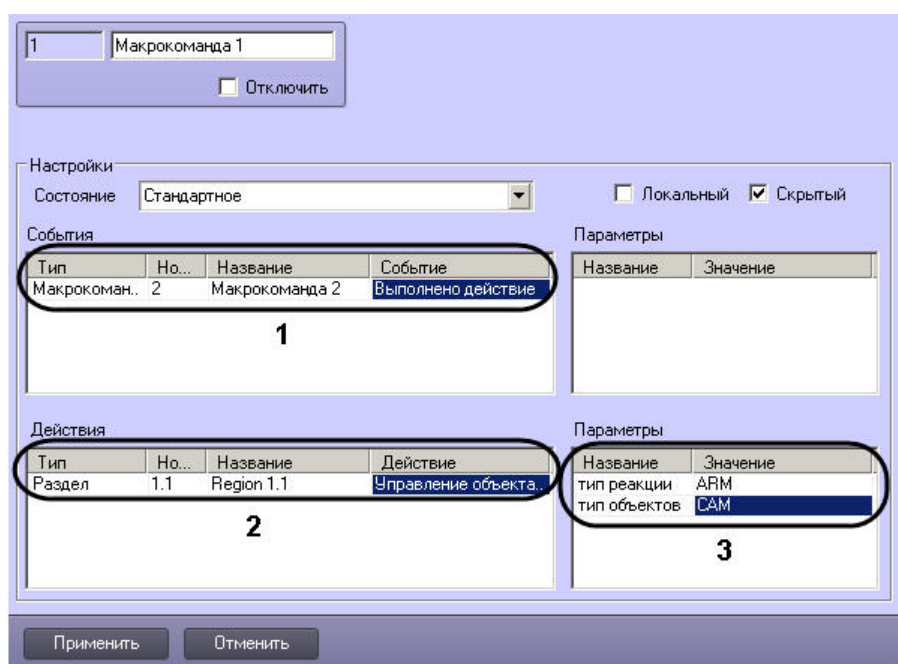 1 Макрокоманда 1
Отключить
Настройки
Состояние Стандартное Локальный Скрытый
События Параметры
Тип Но... Название Событие Название Значение
Макрокоман.. 2 Макрокоманда 2 Выполнено действие
1
Действия Параметры
Тип Но... Название Действие Название Значение
Раздел 1.1 Region 1.1 Управление объекта.. тип реакции ARM
тип объектов CAM
2
3
Применить Отменить